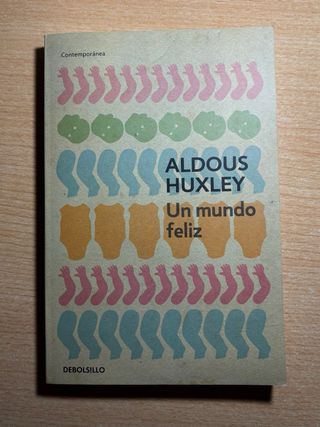 Contemporánea
ALDOUS
HUXLEY
Un mundo
feliz
DEBOLSILLO